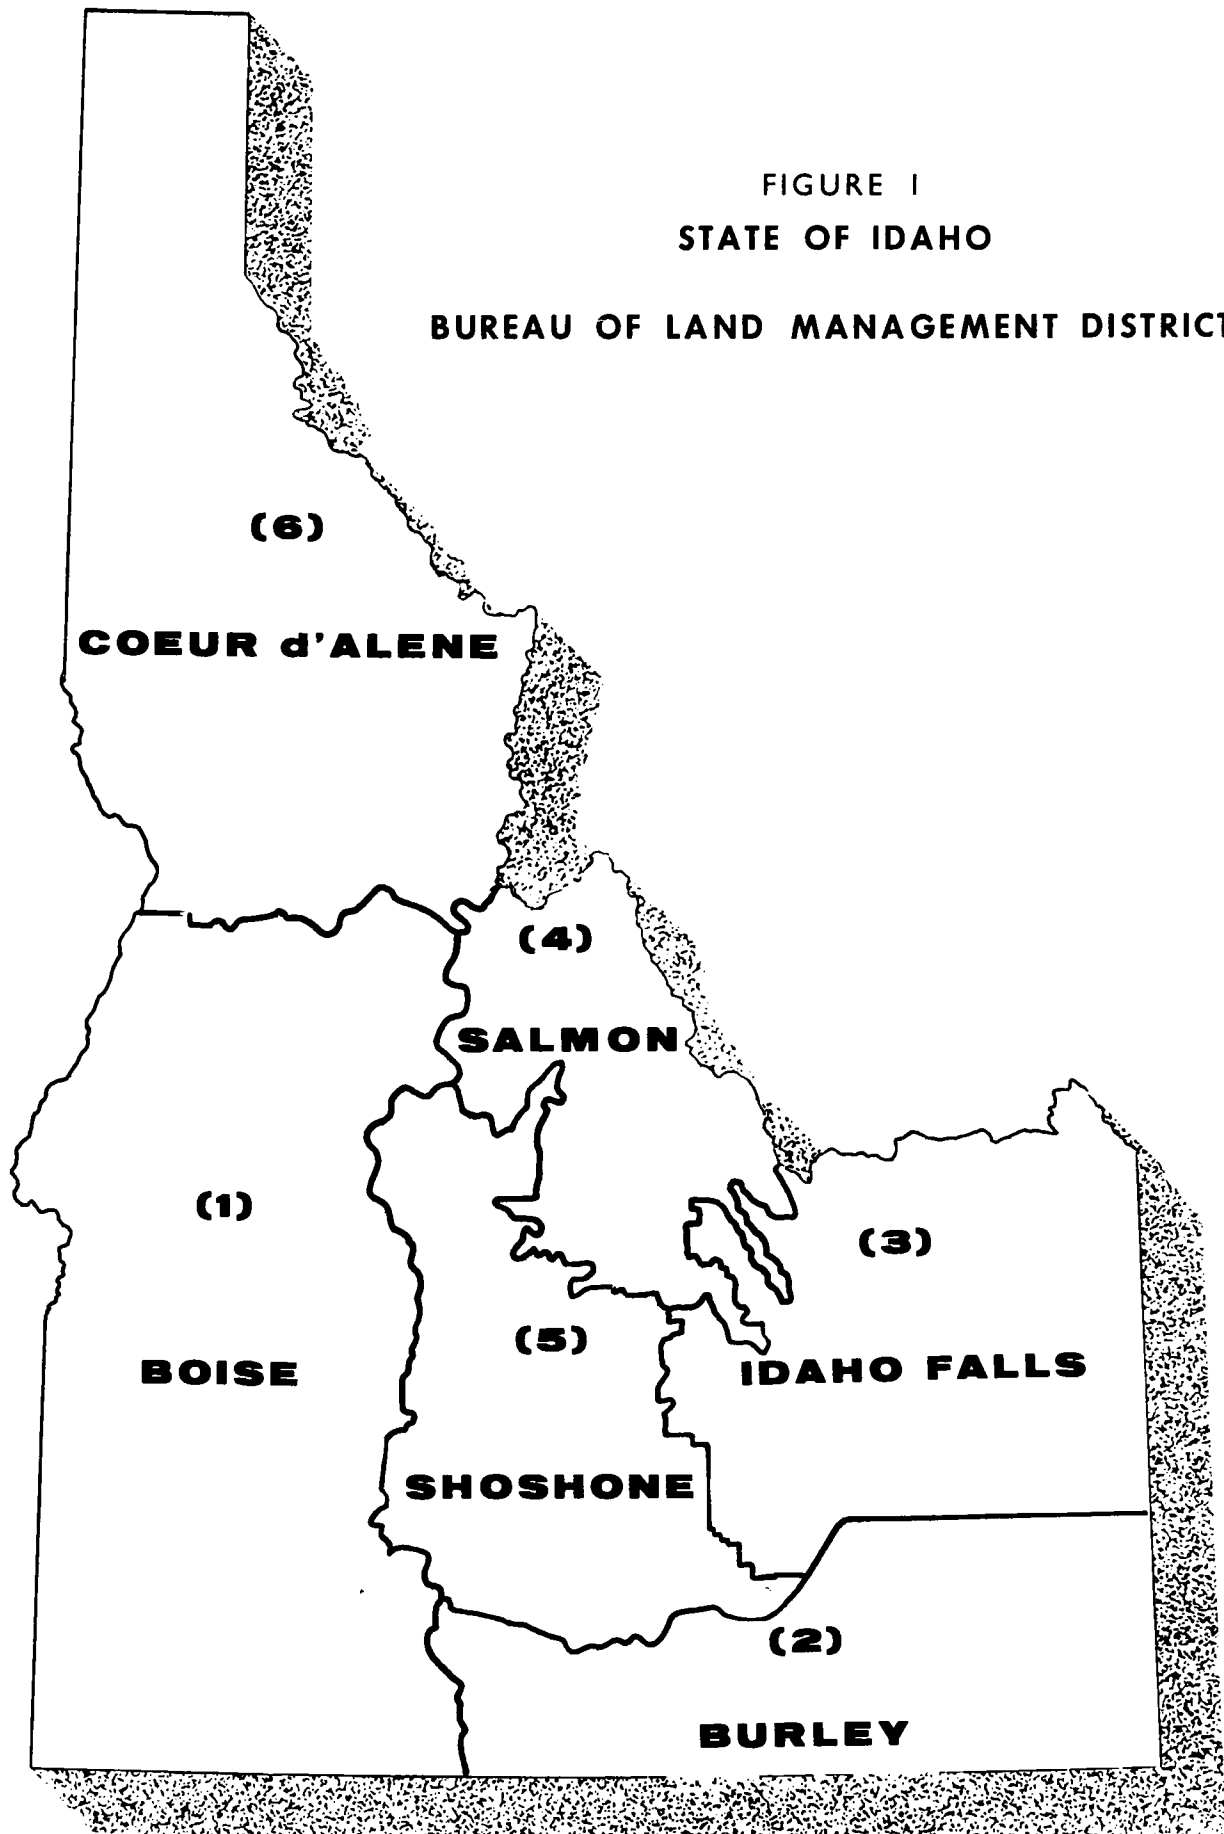 FIGURE I
STATE OF IDAHO
BUREAU OF LAND MANAGEMENT DISTRICT
(6)
COEUR d'ALENE
(4)
SALMON
(1)
(3)
(5)
BOISE
IDAHO FALLS
SHOSHONE
(2)
BURLEY